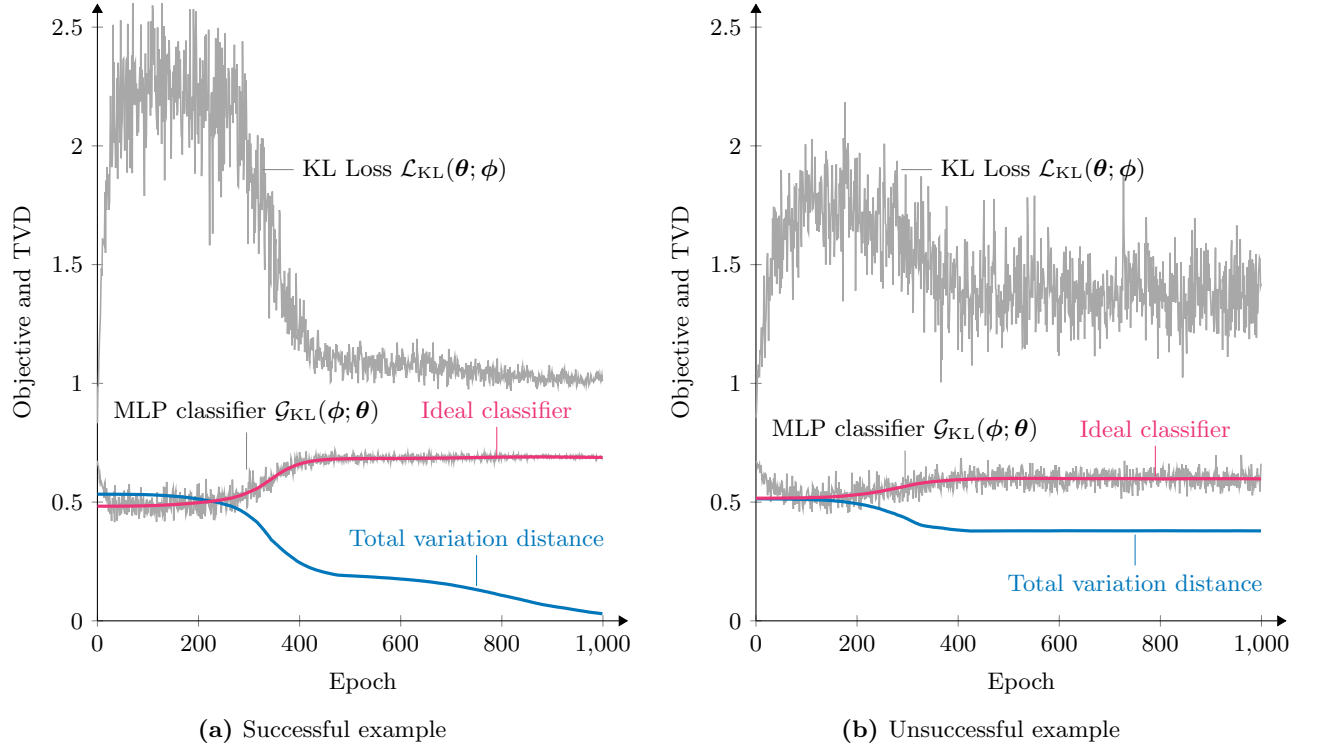 Objective and TVD
2.5
2
1.5
1
0.5
0
KL Loss 𝓛_KL(𝜽; 𝝓)
MLP classifier 𝓖_KL(𝝓; 𝜽)
Ideal classifier
Total variation distance
0 200 400 600 800 1,000
Epoch
(a) Successful example
Objective and TVD
2.5
2
1.5
1
0.5
0
KL Loss 𝓛_KL(𝜽; 𝝓)
MLP classifier 𝓖_KL(𝝓; 𝜽)
Ideal classifier
Total variation distance
0 200 400 600 800 1,000
Epoch
(b) Unsuccessful example